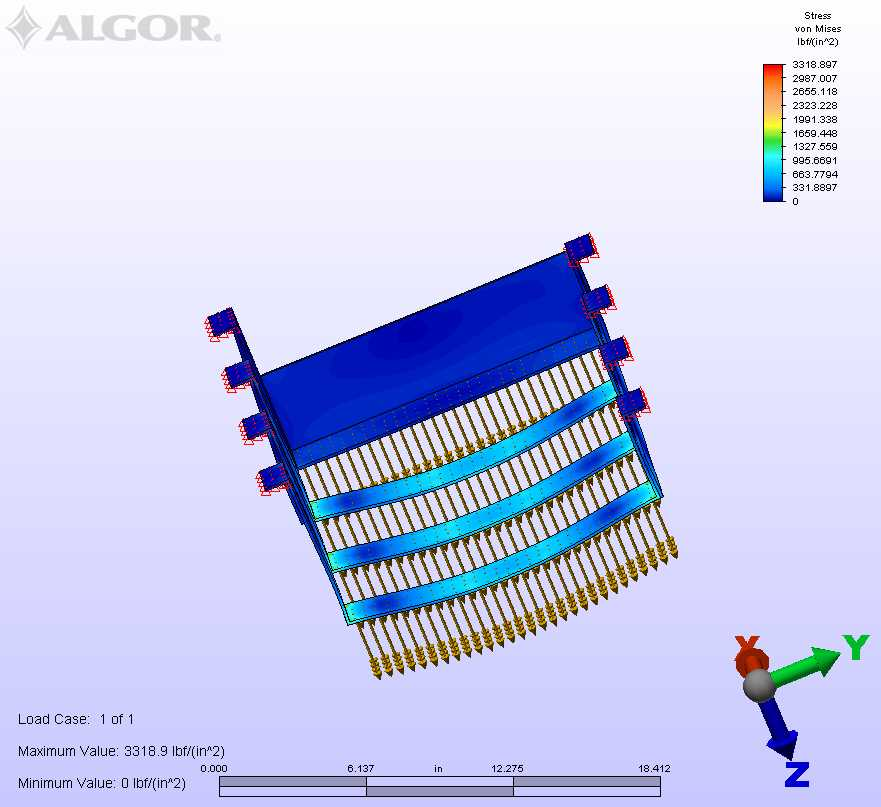 ALGOR.
Stress
von Mises
lbf/(in^2)
3318.897
2987.007
2655.118
2323.228
1991.338
1659.448
1327.559
995.6691
663.7794
331.8897
0
X
Y
Z
Load Case: 1 of 1
Maximum Value: 3318.9 lbf/(in^2)
Minimum Value: 0 lbf/(in^2)
0.000 6.137 in 12.275 18.412